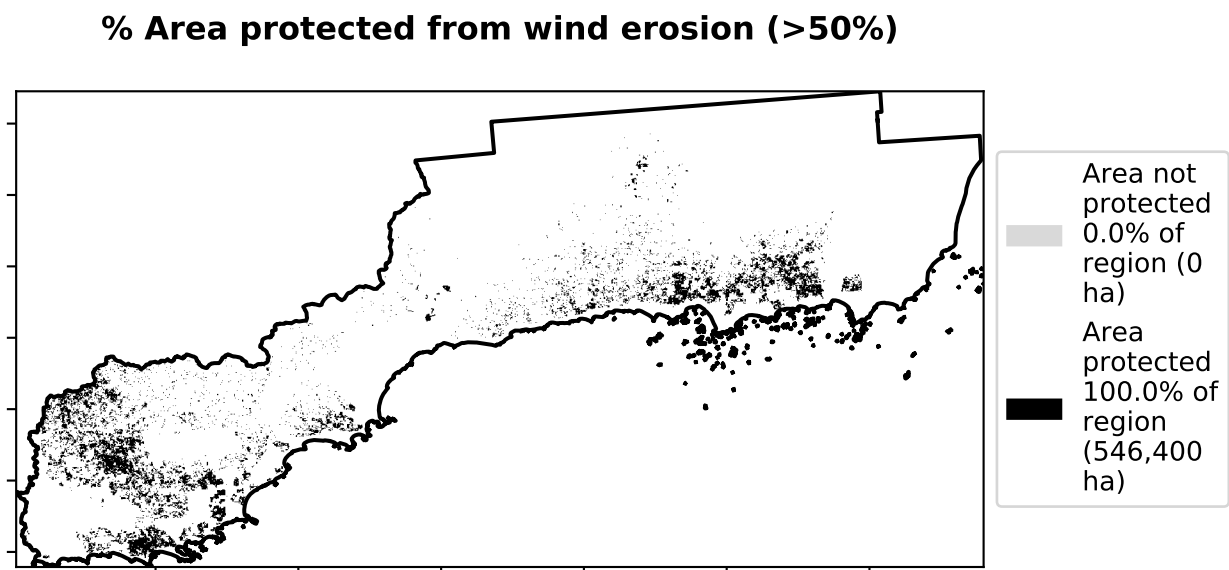 % Area protected from wind erosion (>50%)
Area not
protected
0.0% of
region (0
ha)
Area
protected
100.0% of
region
(546,400
ha)